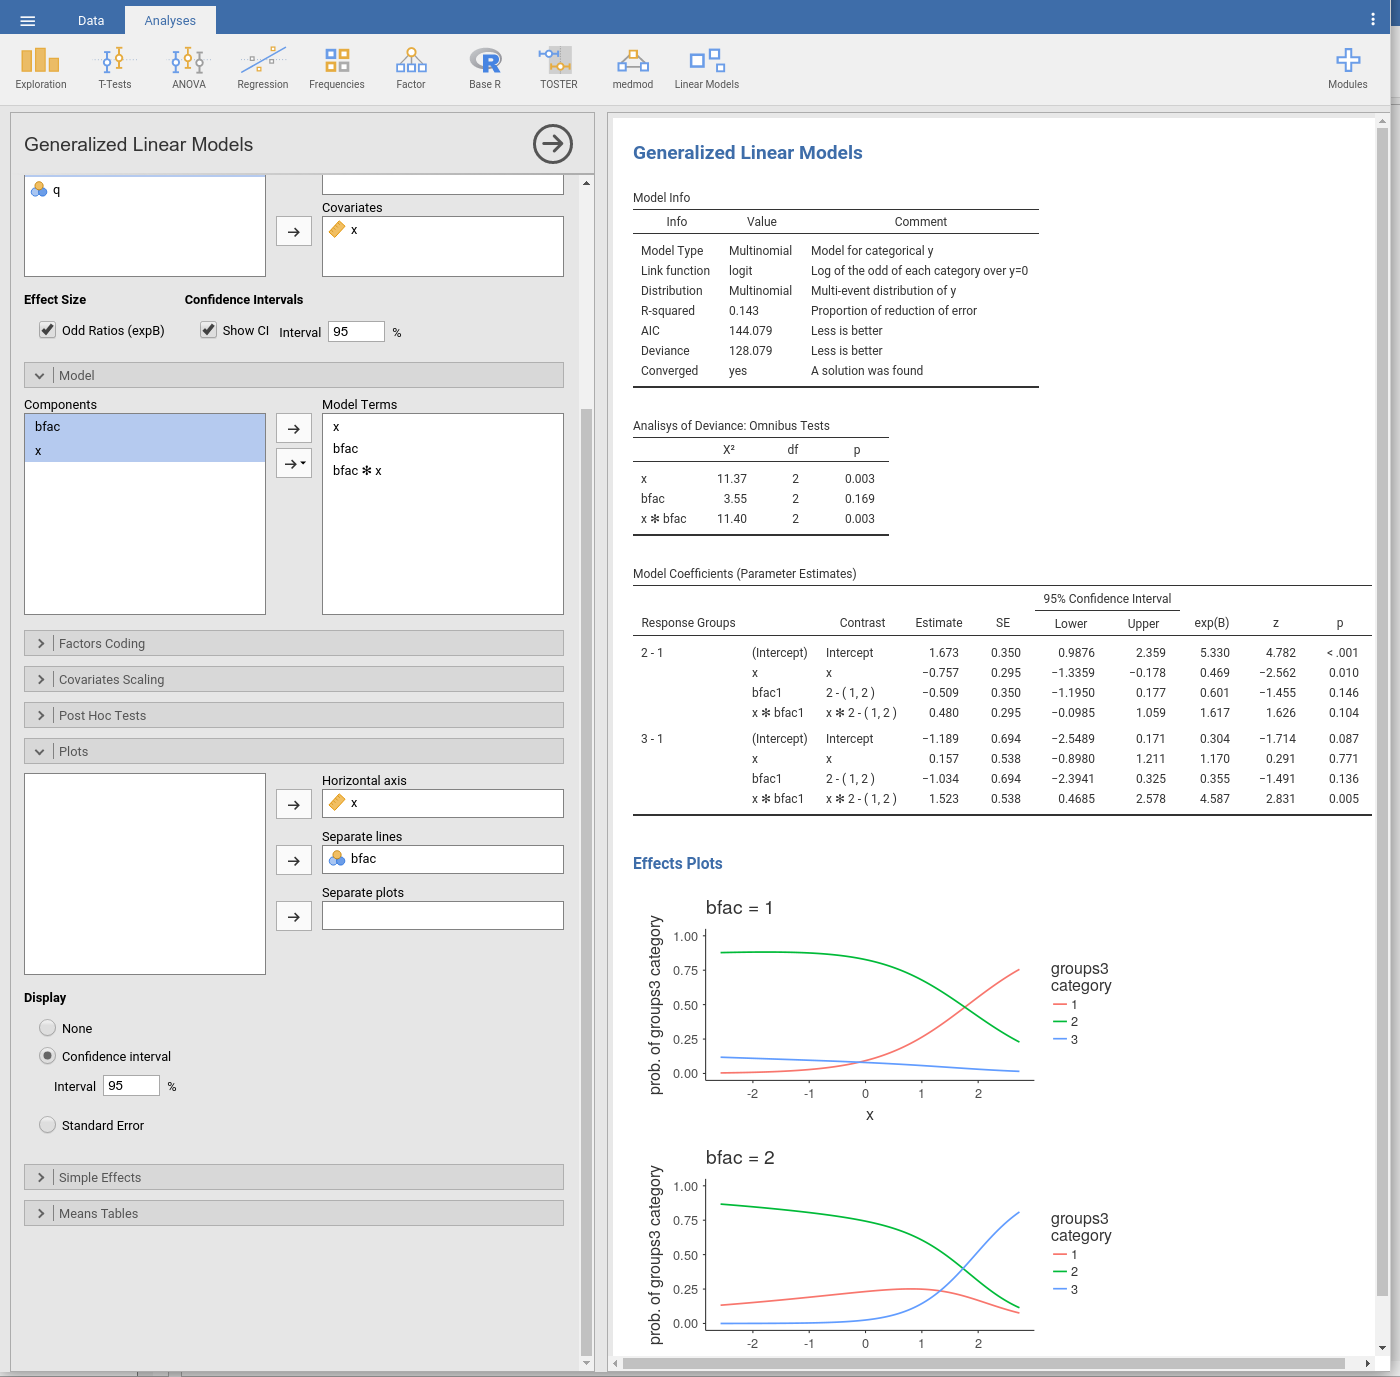 Data Analyses
Exploration T-Tests ANOVA Regression Frequencies Factor Base R TOSTER medmod Linear Models Modules
Generalized Linear Models
q
Covariates
x
Effect Size Confidence Intervals
Odd Ratios (expB) Show CI Interval 95 %
Model
Components Model Terms
bfac x
x bfac
bfac ✻ x
Factors Coding
Covariates Scaling
Post Hoc Tests
Plots
Horizontal axis
x
Separate lines
bfac
Separate plots
Display
None
Confidence interval
Interval 95 %
Standard Error
Simple Effects
Means Tables
Generalized Linear Models
Model Info
Info Value Comment
Model Type Multinomial Model for categorical y
Link function logit Log of the odd of each category over y=0
Distribution Multinomial Multi-event distribution of y
R-squared 0.143 Proportion of reduction of error
AIC 144.079 Less is better
Deviance 128.079 Less is better
Converged yes A solution was found
Analisys of Deviance: Omnibus Tests
X² df p
x 11.37 2 0.003
bfac 3.55 2 0.169
x ✻ bfac 11.40 2 0.003
Model Coefficients (Parameter Estimates)
95% Confidence Interval
Response Groups Contrast Estimate SE Lower Upper exp(B) z p
2 - 1 (Intercept) Intercept 1.673 0.350 0.9876 2.359 5.330 4.782 < .001
x x −0.757 0.295 −1.3359 −0.178 0.469 −2.562 0.010
bfac1 2 - ( 1, 2 ) −0.509 0.350 −1.1950 0.177 0.601 −1.455 0.146
x ✻ bfac1 x ✻ 2 - ( 1, 2 ) 0.480 0.295 −0.0985 1.059 1.617 1.626 0.104
3 - 1 (Intercept) Intercept −1.189 0.694 −2.5489 0.171 0.304 −1.714 0.087
x x 0.157 0.538 −0.8980 1.211 1.170 0.291 0.771
bfac1 2 - ( 1, 2 ) −1.034 0.694 −2.3941 0.325 0.355 −1.491 0.136
x ✻ bfac1 x ✻ 2 - ( 1, 2 ) 1.523 0.538 0.4685 2.578 4.587 2.831 0.005
Effects Plots
bfac = 1
prob. of groups3 category
1.00
0.75
0.50
0.25
0.00
-2 -1 0 1 2
x
groups3
category
1
2
3
bfac = 2
prob. of groups3 category
1.00
0.75
0.50
0.25
0.00
-2 -1 0 1 2
groups3
category
1
2
3